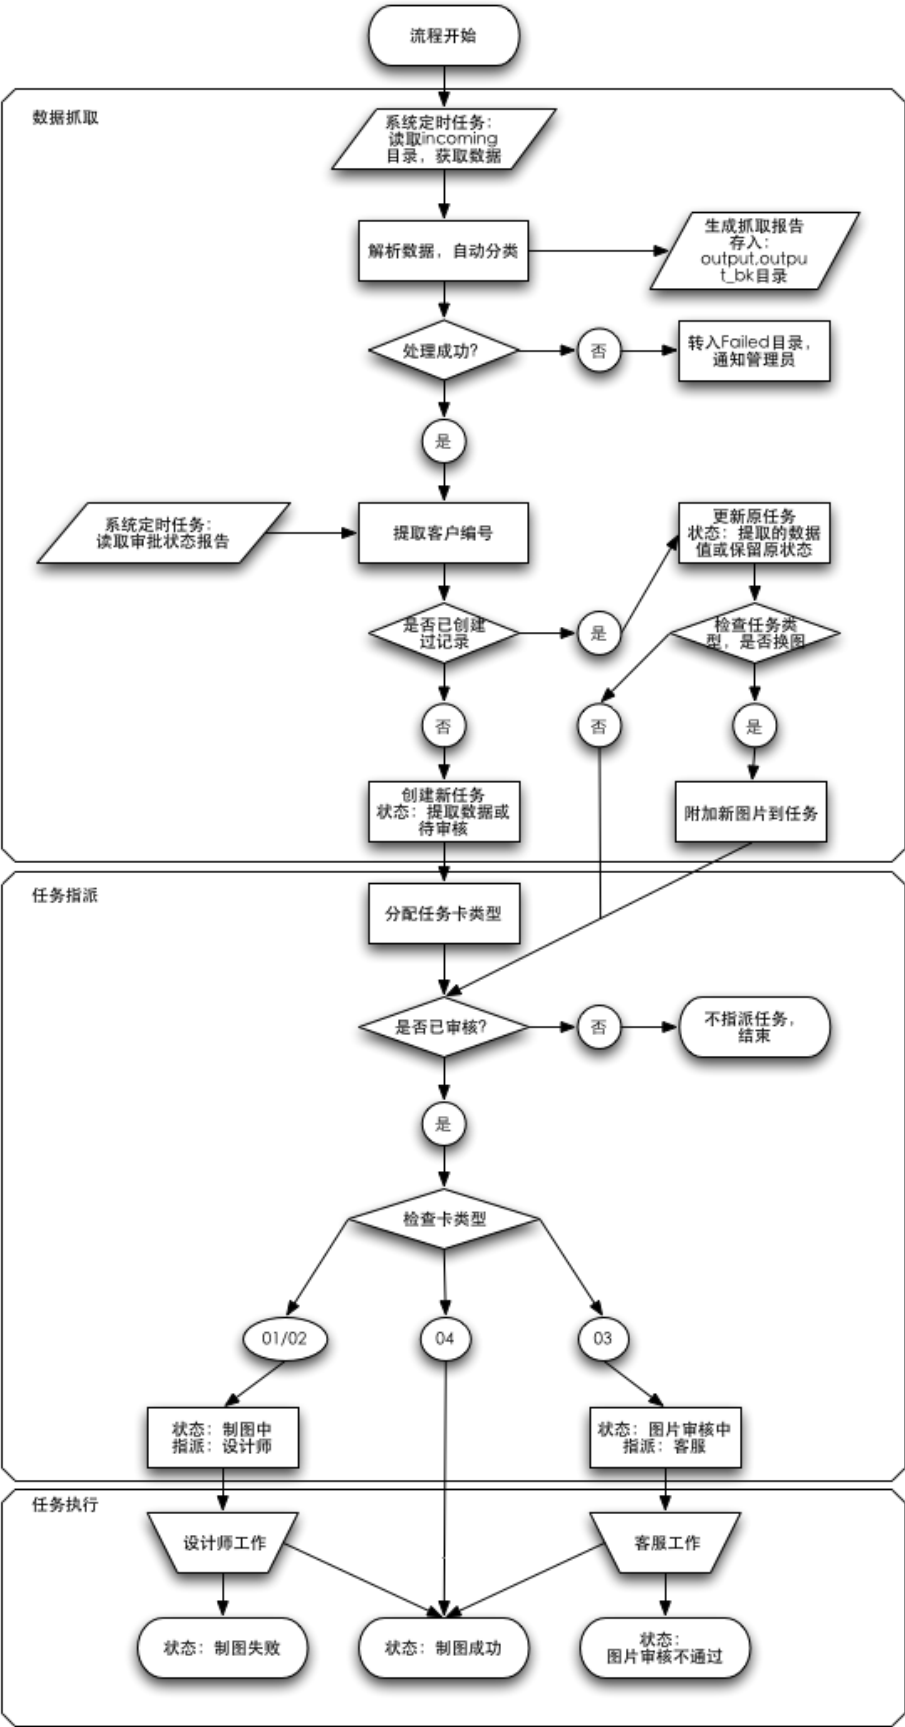 流程开始
数据抓取
系统定时任务：
读取incoming
目录，获取数据
解析数据，自动分类
生成抓取报告
存入：
output,outpu
t_bk目录
处理成功？
否
转入Failed目录，
通知管理员
是
系统定时任务：
读取审批状态报告
提取客户编号
更新原任务
状态：提取的数据
值或保留原状态
是否已创建
过记录
是
检查任务类
型，是否换图
否
否
是
创建新任务
状态：提取数据或
待审核
附加新图片到任务
任务指派
分配任务卡类型
是否已审核？
否
不指派任务，
结束
是
检查卡类型
01/02
04
03
状态：制图中
指派：设计师
状态：图片审核中
指派：客服
任务执行
设计师工作
客服工作
状态：制图失败
状态：制图成功
状态：
图片审核不通过